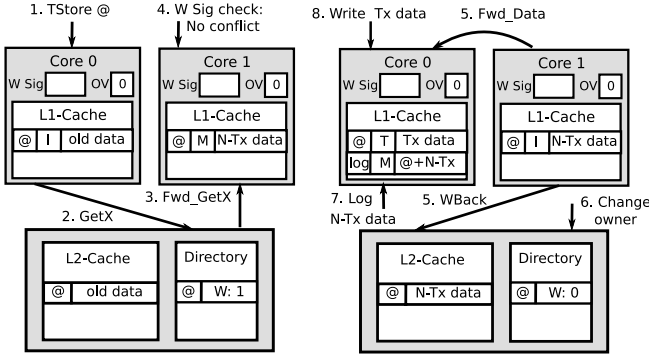 1. TStore @
4. W Sig check:
No conflict
Core 0
W Sig
OV
0
L1-Cache
@ I old data
Core 1
W Sig
OV
0
L1-Cache
@ M N-Tx data
2. GetX
3. Fwd_GetX
L2-Cache
@ old data
Directory
@ W: 1
8. Write Tx data
5. Fwd_Data
Core 0
W Sig
OV
0
L1-Cache
@ T Tx data
log M @+N-Tx
Core 1
W Sig
OV
0
L1-Cache
@ I N-Tx data
7. Log
N-Tx data
5. WBack
6. Change
owner
L2-Cache
@ N-Tx data
Directory
@ W: 0